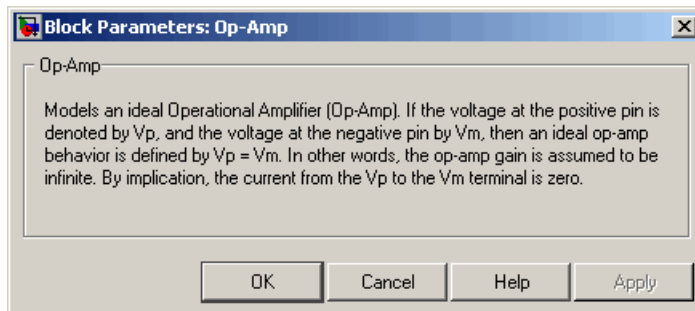 Block Parameters: Op-Amp
Op-Amp
Models an ideal Operational Amplifier (Op-Amp). If the voltage at the positive pin is
denoted by Vp, and the voltage at the negative pin by Vm, then an ideal op-amp
behavior is defined by Vp = Vm. In other words, the op-amp gain is assumed to be
infinite. By implication, the current from the Vp to the Vm terminal is zero.
OK Cancel Help Apply